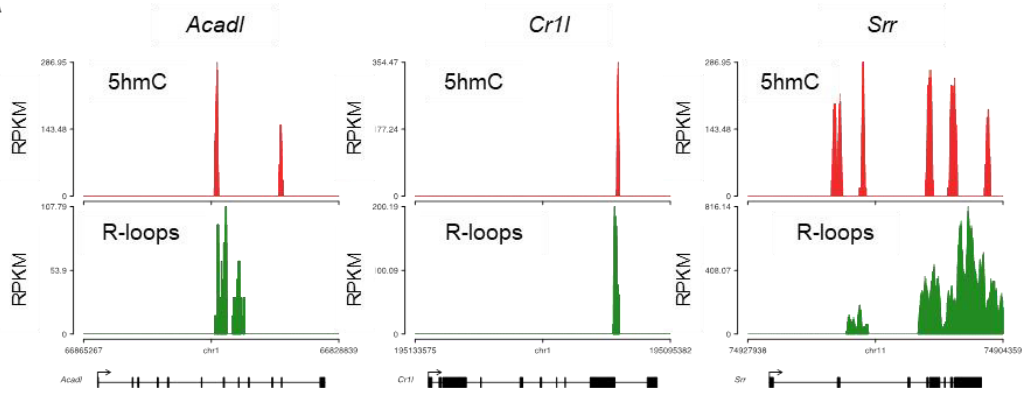 Acadl
Cr1l
Srr
286.95
5hmC
143.48
0
RPKM
354.47
5hmC
177.24
0
RPKM
286.95
5hmC
143.48
0
RPKM
107.79
R-loops
53.9
0
RPKM
200.19
R-loops
100.09
0
RPKM
816.14
R-loops
408.07
0
RPKM
66865267 chr1 66828839
195133575 chr1 195095382
74927938 chr11 74904359
Acadl
Cr1l
Srr